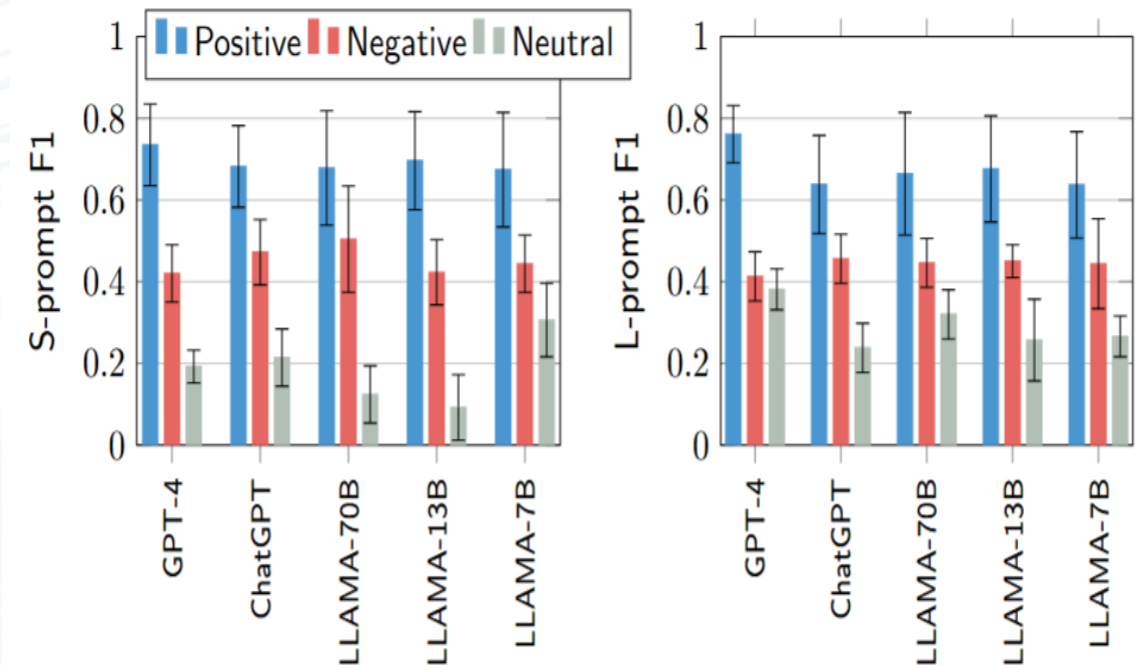 Positive Negative Neutral
S-prompt F1
1
0.8
0.6
0.4
0.2
0
GPT-4
ChatGPT
LLAMA-70B
LLAMA-13B
LLAMA-7B
L-prompt F1
1
0.8
0.6
0.4
0.2
0
GPT-4
ChatGPT
LLAMA-70B
LLAMA-13B
LLAMA-7B